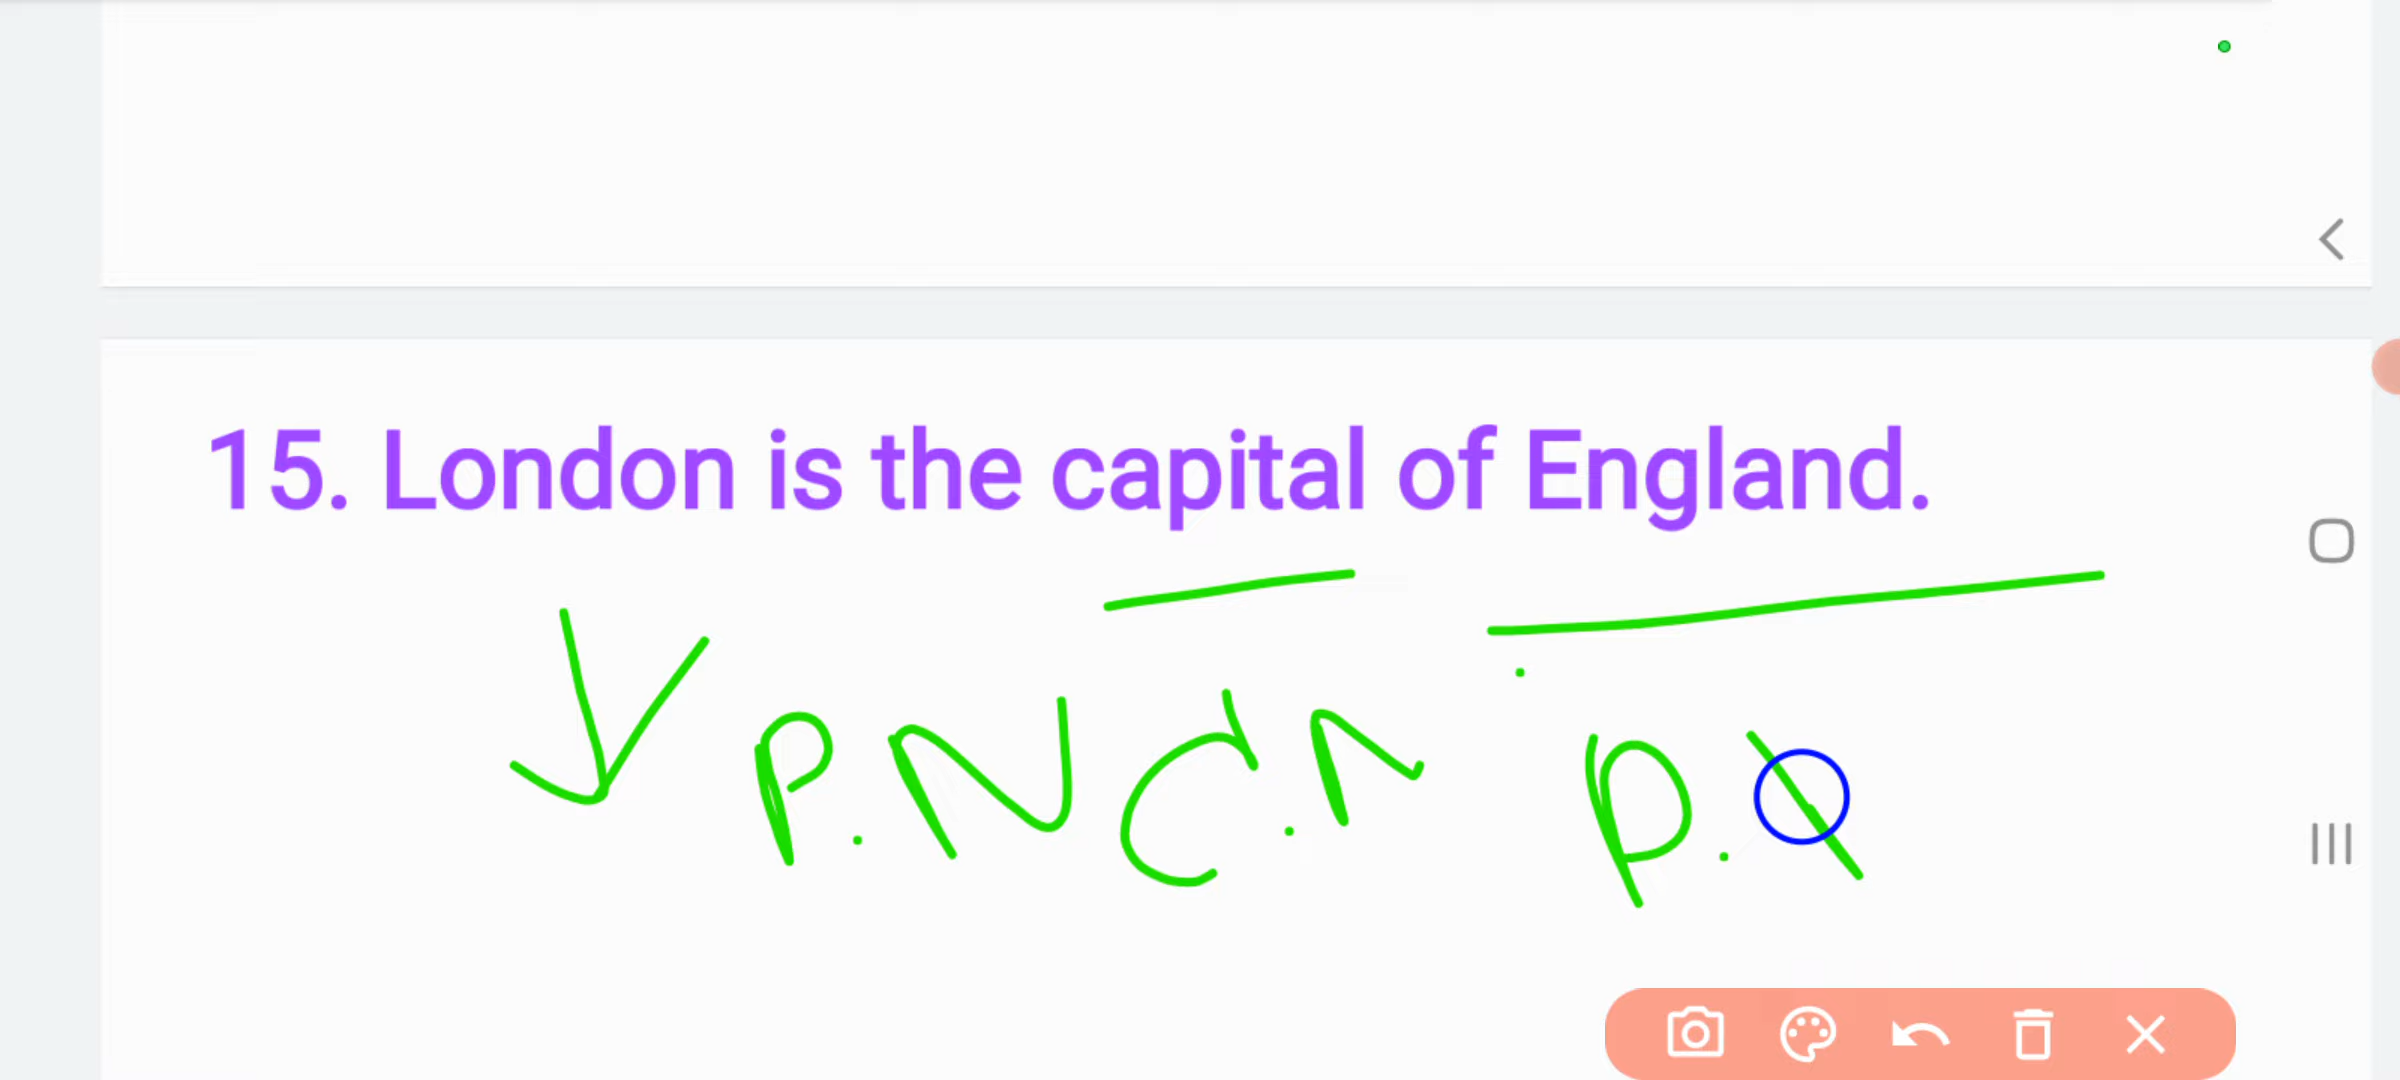 15. London is the capital of England.
P.N C.N P.